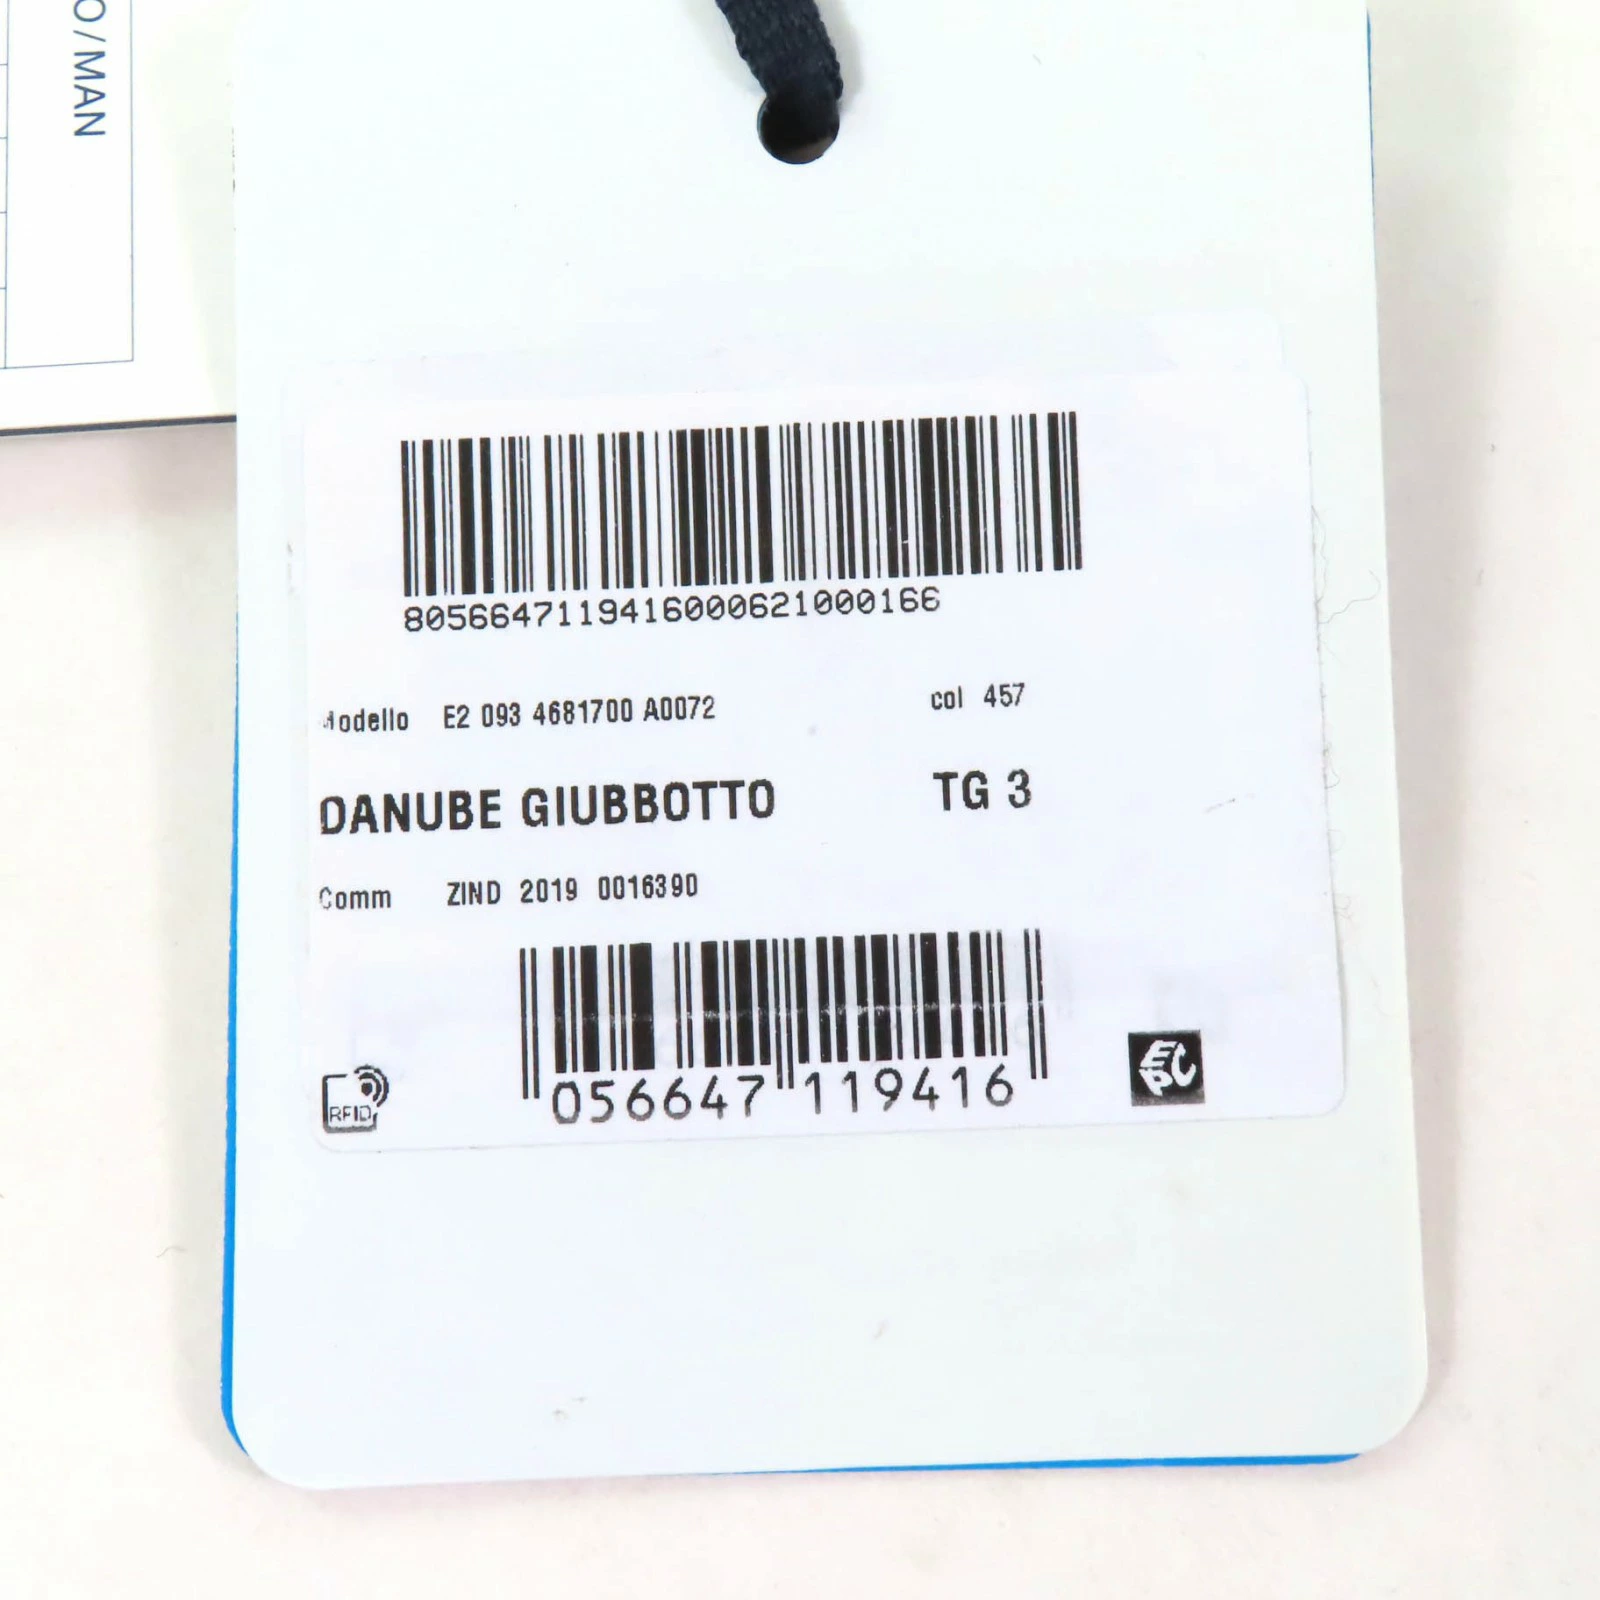 O/MAN
8056647119416000621000166
Modello E2 093 4681700 A0072 col 457
DANUBE GIUBBOTTO TG 3
Comm ZIND 2019 0016390
RFID
056647 119416
EPC